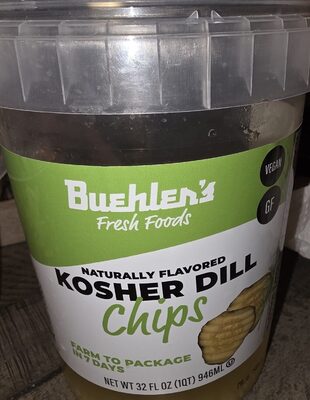 Buehler's
Fresh Foods
VEGAN
GF
NATURALLY FLAVORED
KOSHER DILL
Chips
FARM TO PACKAGE
IN 7 DAYS
NET WT 32 FL OZ (1QT) 946ML